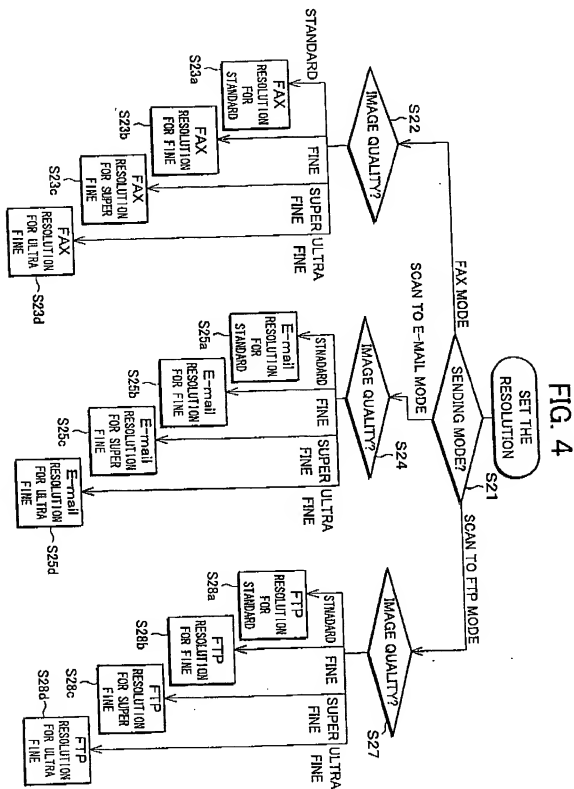 FIG. 4
SET THE
RESOLUTION
SENDING MODE?
S21
FAX MODE
SCAN TO E-MAIL MODE
SCAN TO FTP MODE
IMAGE QUALITY?
S22
STANDARD
FINE
SUPER
FINE
ULTRA
FINE
FAX
RESOLUTION
FOR
STANDARD
S23a
FAX
RESOLUTION
FOR FINE
S23b
FAX
RESOLUTION
FOR SUPER
FINE
S23c
FAX
RESOLUTION
FOR ULTRA
FINE
S23d
IMAGE QUALITY?
S24
STNADARD
FINE
SUPER
FINE
ULTRA
FINE
E-mail
RESOLUTION
FOR
STANDARD
S25a
E-mail
RESOLUTION
FOR FINE
S25b
E-mail
RESOLUTION
FOR SUPER
FINE
S25c
E-mail
RESOLUTION
FOR ULTRA
FINE
S25d
IMAGE QUALITY?
S27
STNADARD
FINE
SUPER
FINE
ULTRA
FINE
FTP
RESOLUTION
FOR
STANDARD
S28a
FTP
RESOLUTION
FOR FINE
S28b
FTP
RESOLUTION
FOR SUPER
FINE
S28c
FTP
RESOLUTION
FOR ULTRA
FINE
S28d